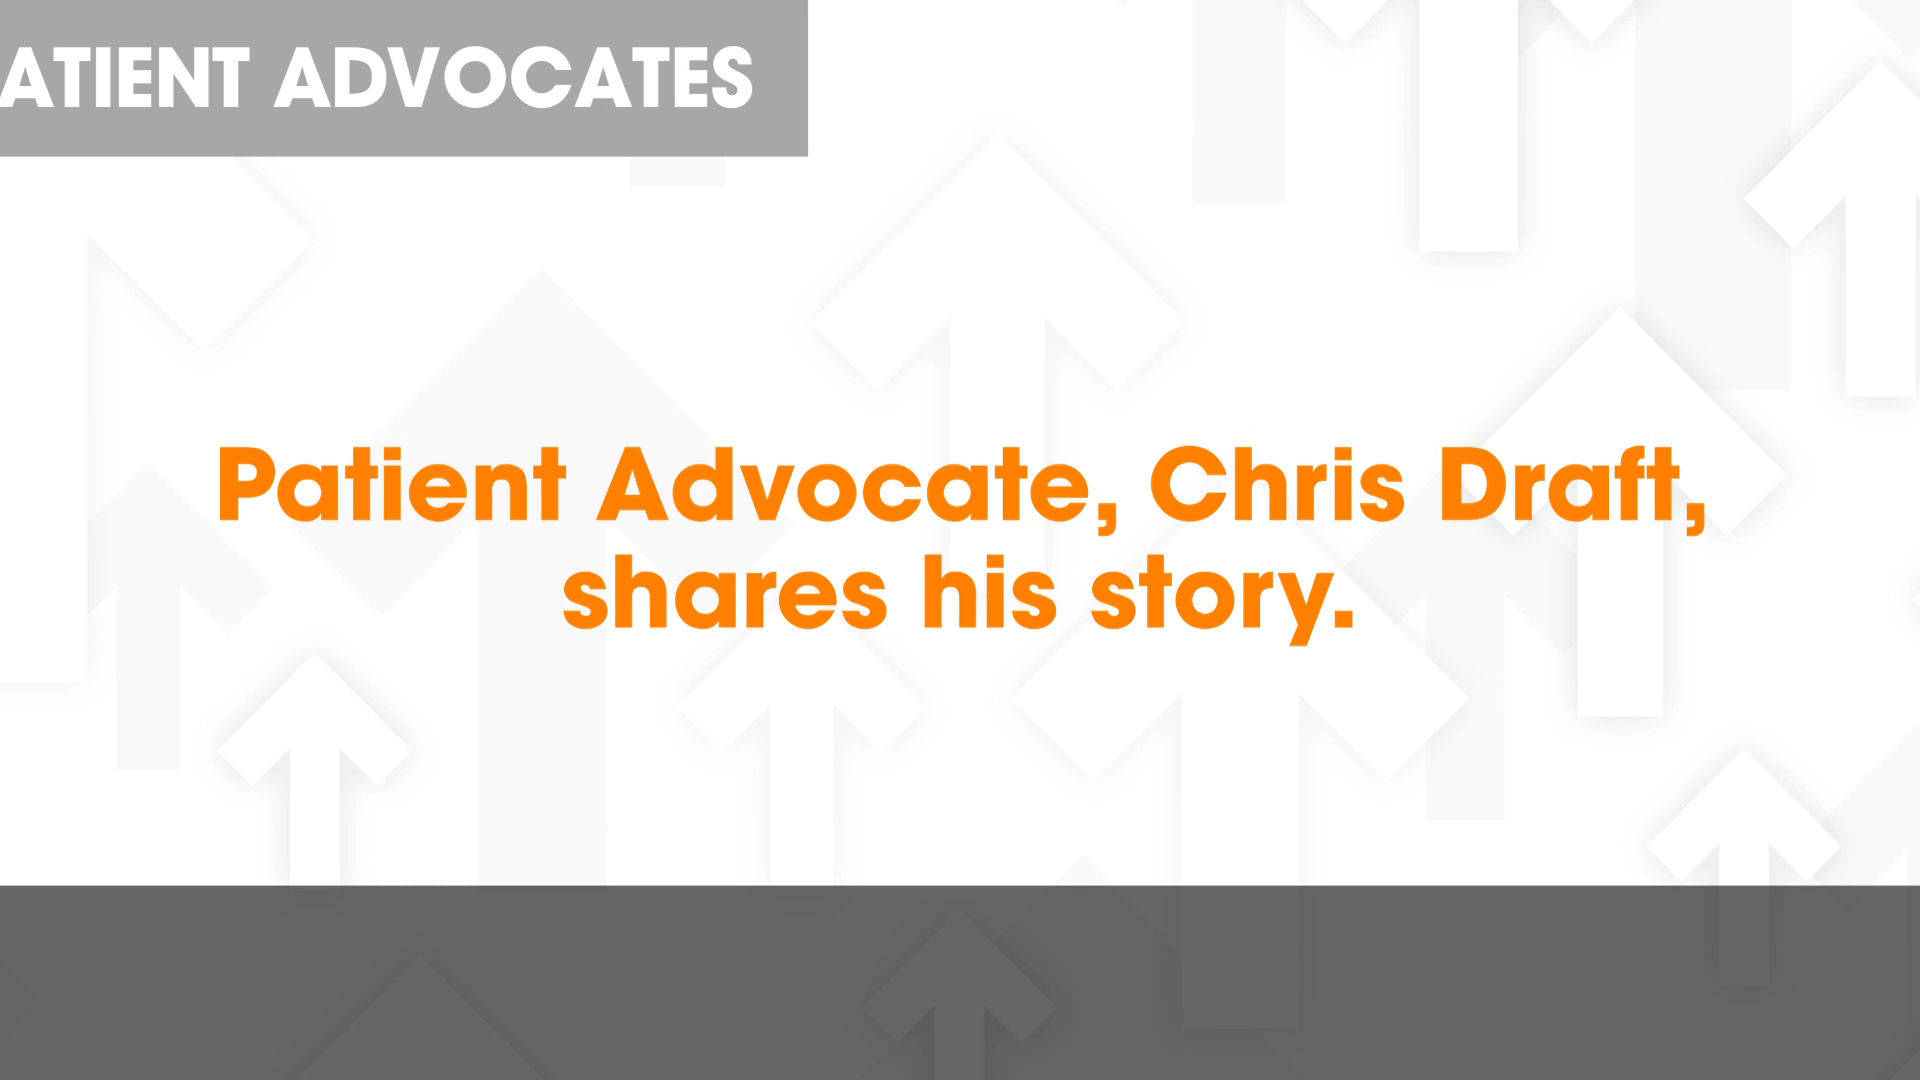 ATIENT ADVOCATES
Patient Advocate, Chris Draft,
shares his story.